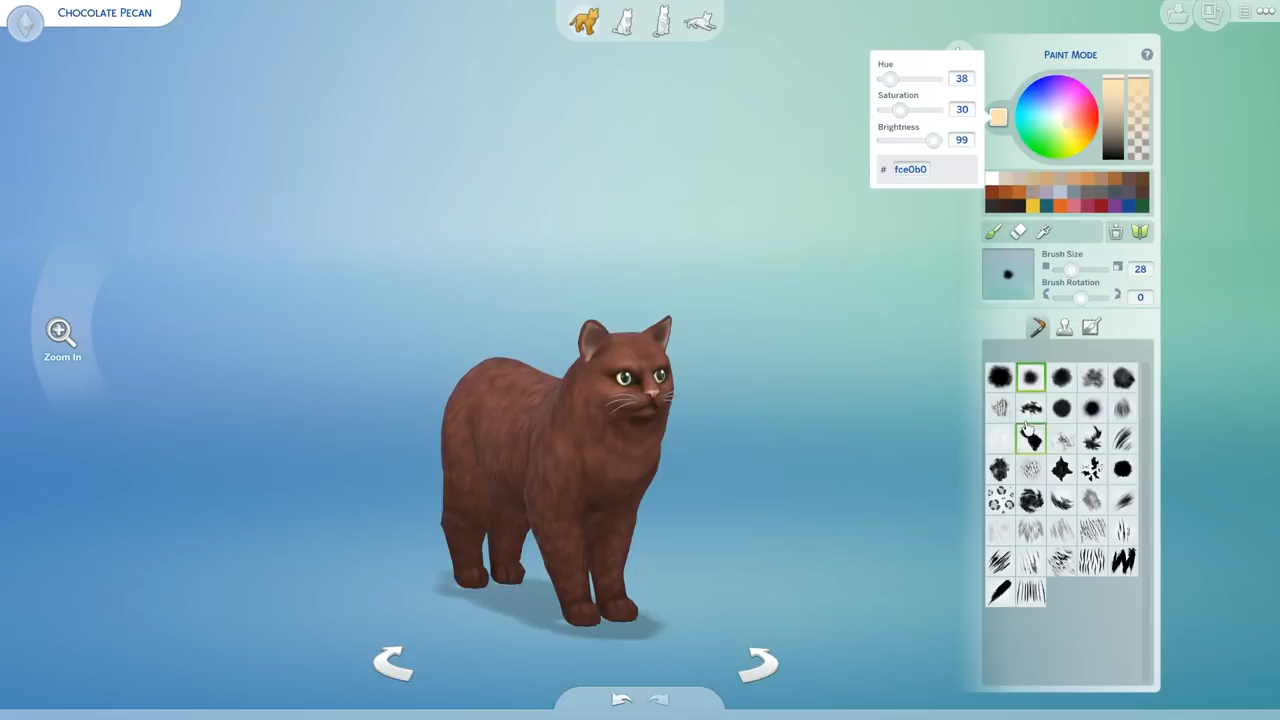 CHOCOLATE PECAN
PAINT MODE
?
Hue
38
Saturation
30
Brightness
99
# fce0b0
Brush Size
28
Brush Rotation
0
Zoom In